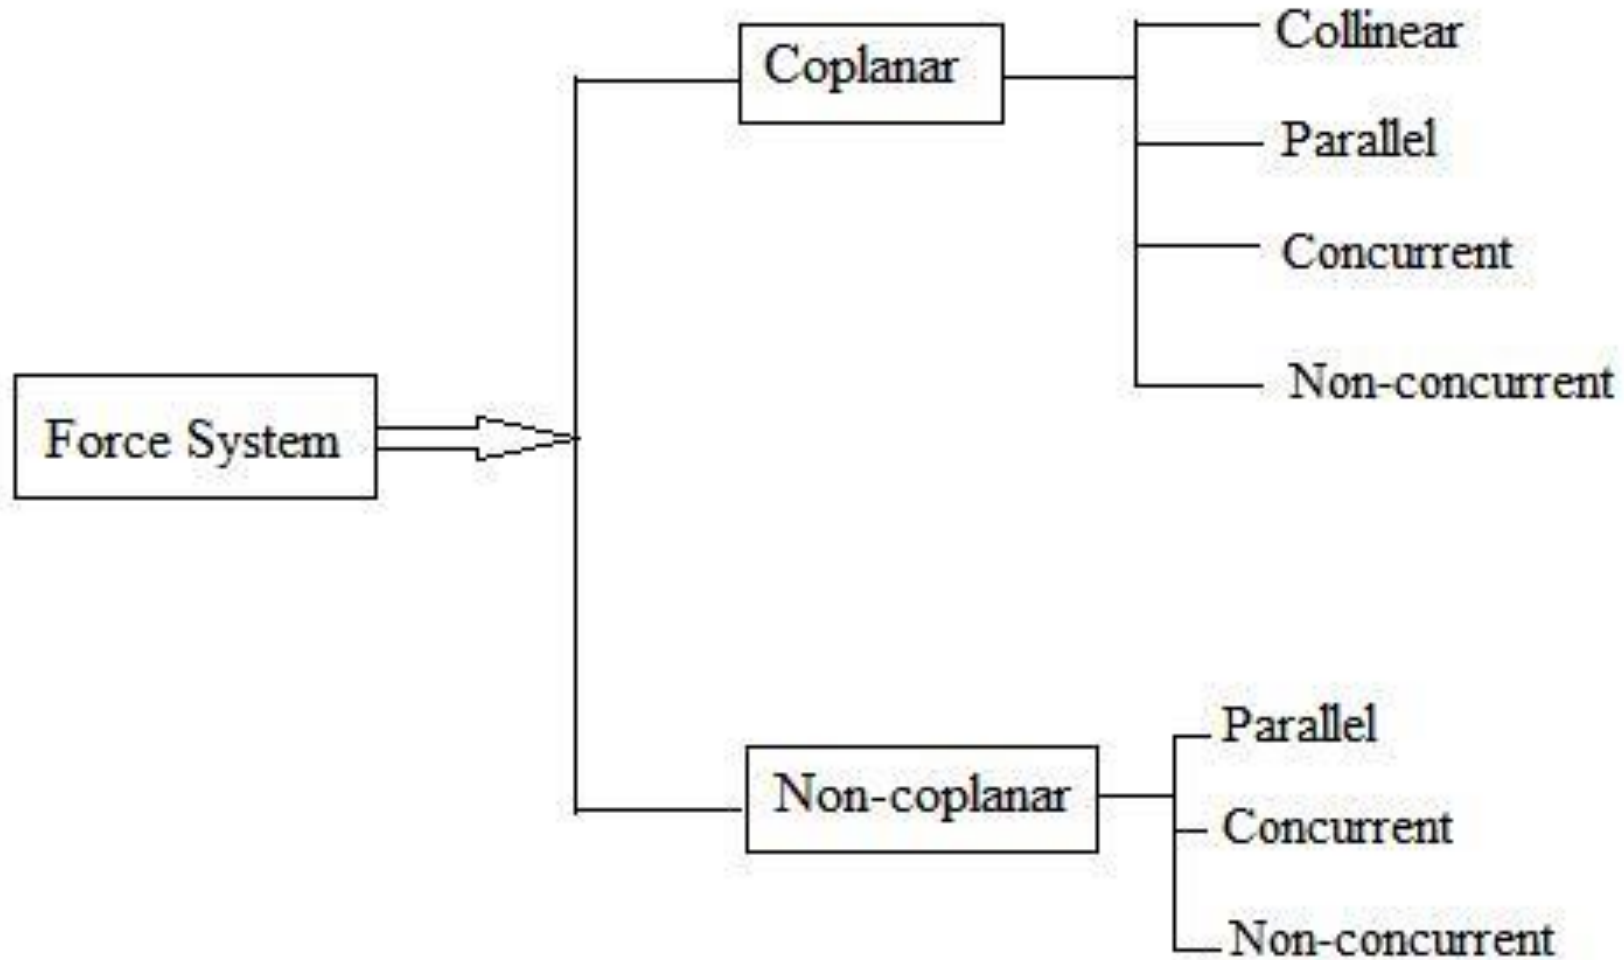 Force System
Coplanar
Collinear
Parallel
Concurrent
Non-concurrent
Non-coplanar
Parallel
Concurrent
Non-concurrent